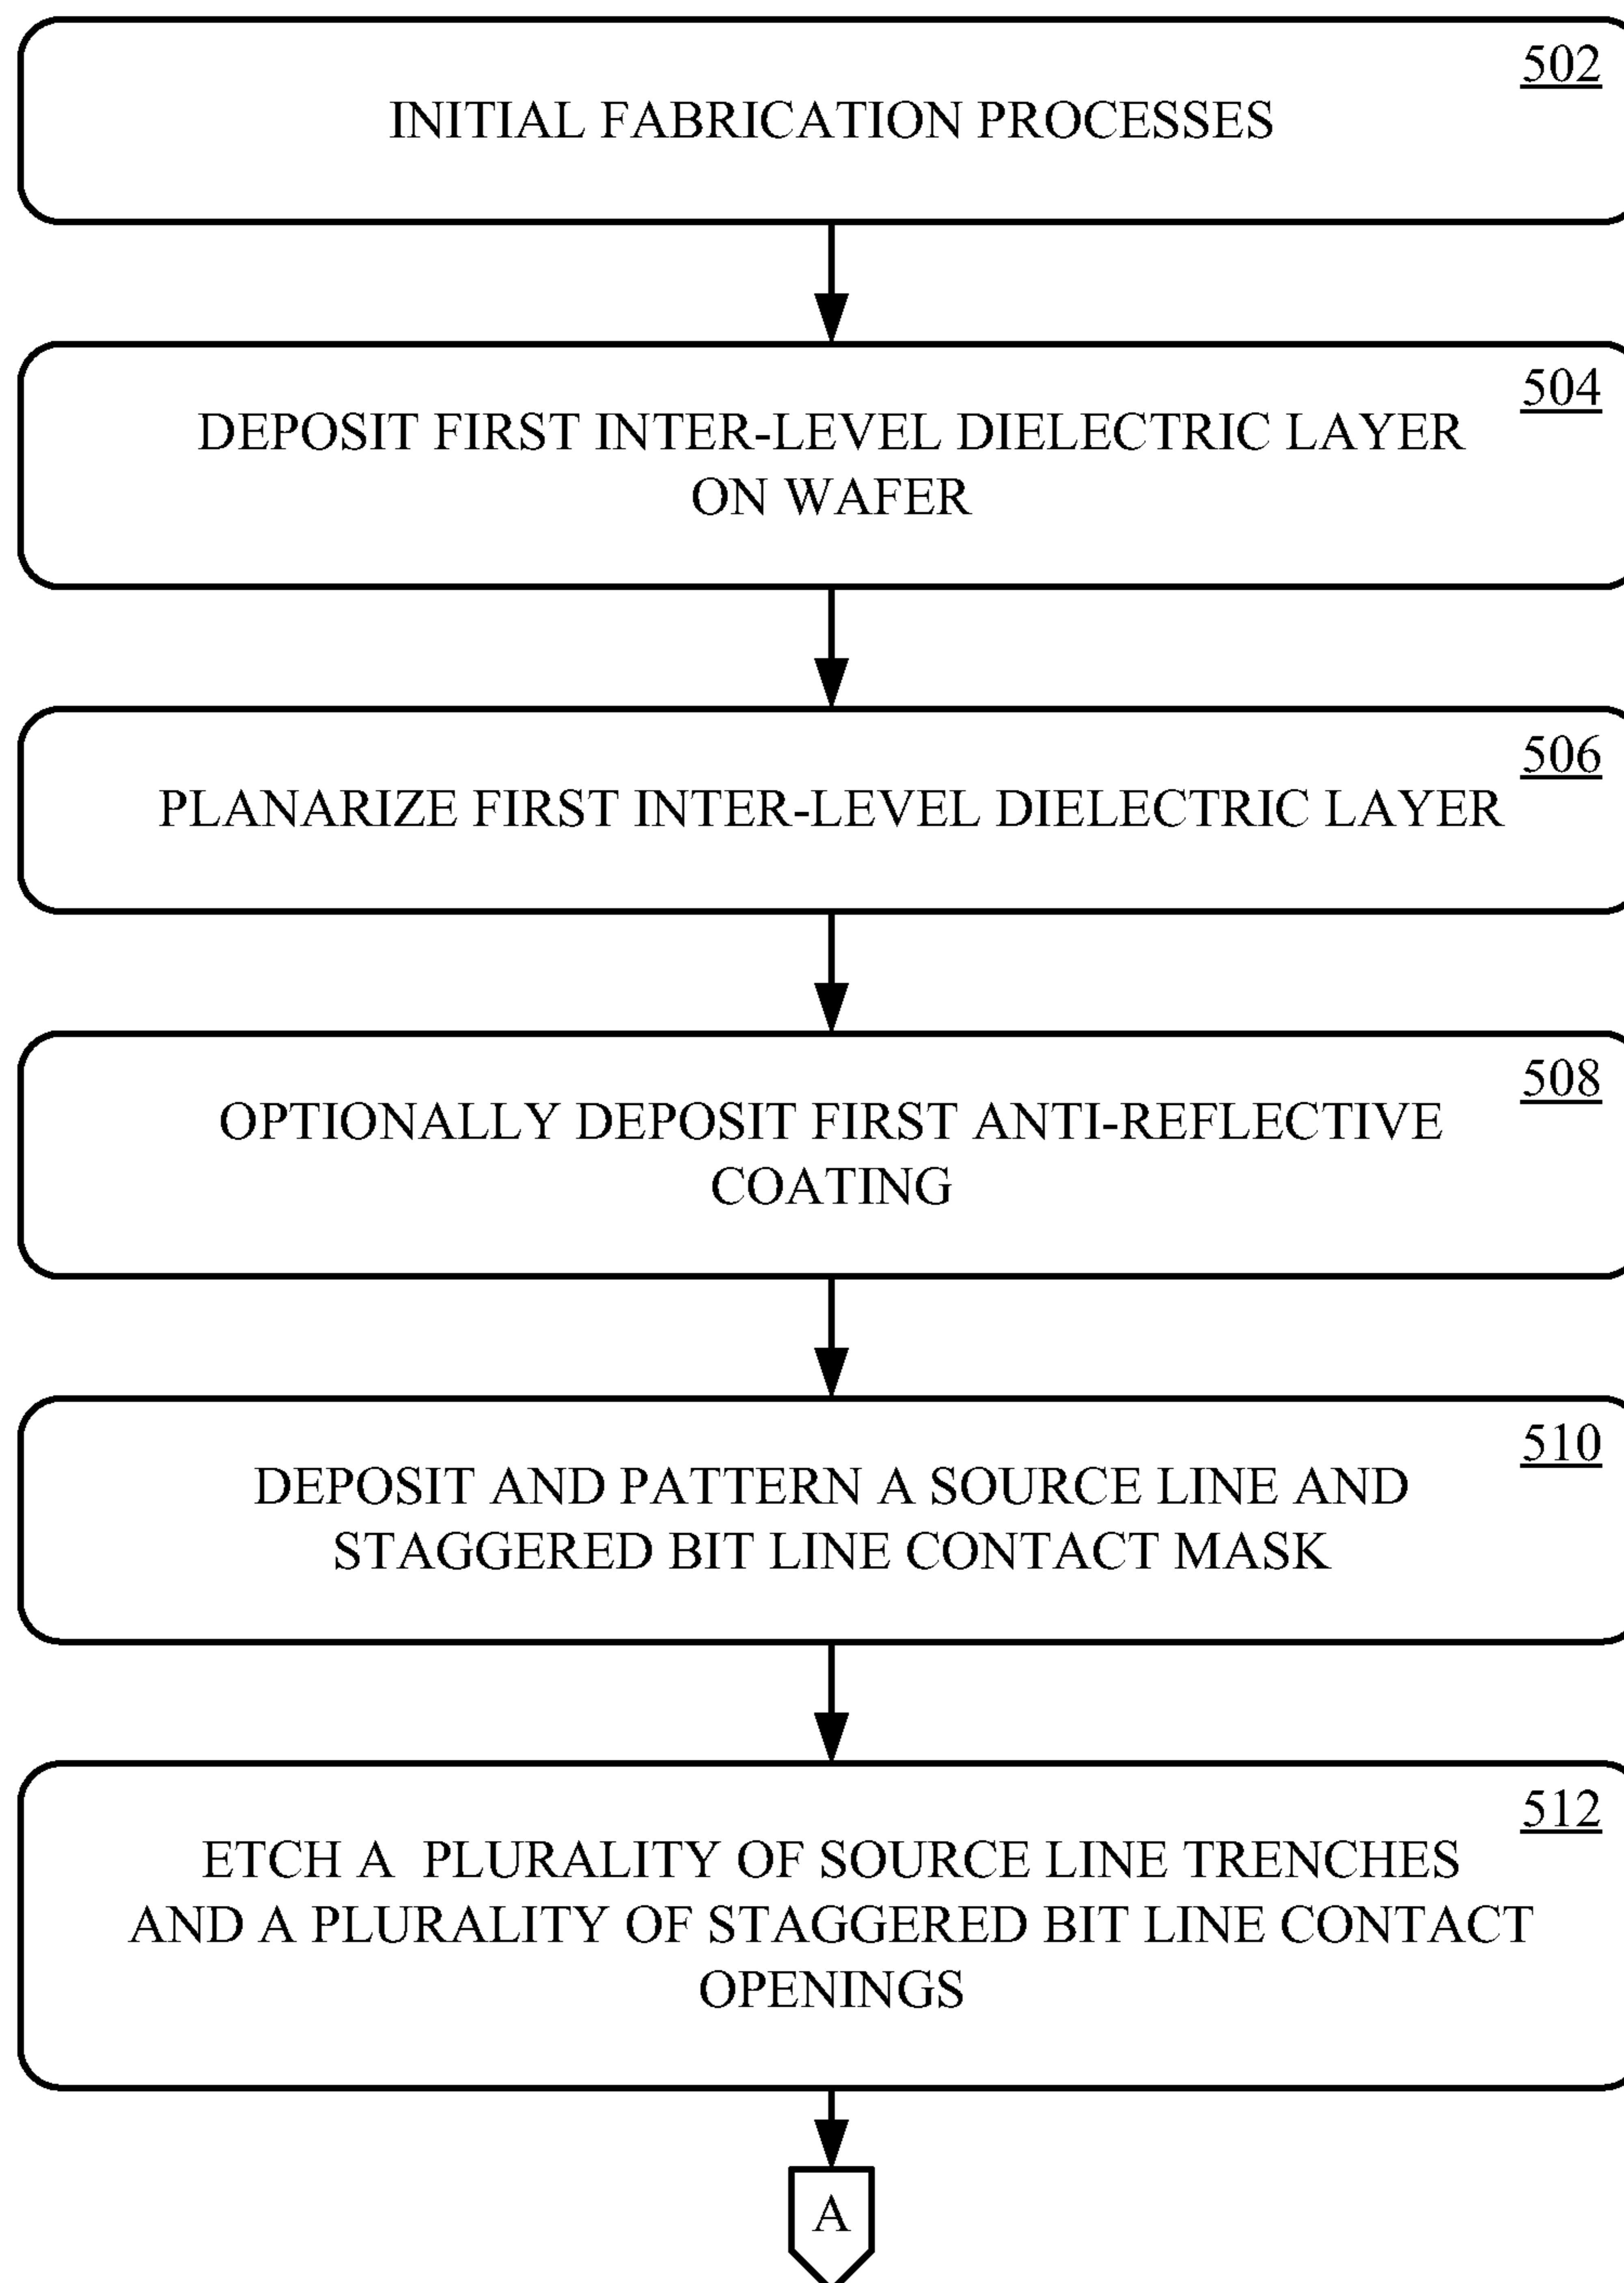 502
INITIAL FABRICATION PROCESSES
504
DEPOSIT FIRST INTER-LEVEL DIELECTRIC LAYER
ON WAFER
506
PLANARIZE FIRST INTER-LEVEL DIELECTRIC LAYER
508
OPTIONALLY DEPOSIT FIRST ANTI-REFLECTIVE
COATING
510
DEPOSIT AND PATTERN A SOURCE LINE AND
STAGGERED BIT LINE CONTACT MASK
512
ETCH A PLURALITY OF SOURCE LINE TRENCHES
AND A PLURALITY OF STAGGERED BIT LINE CONTACT
OPENINGS
A